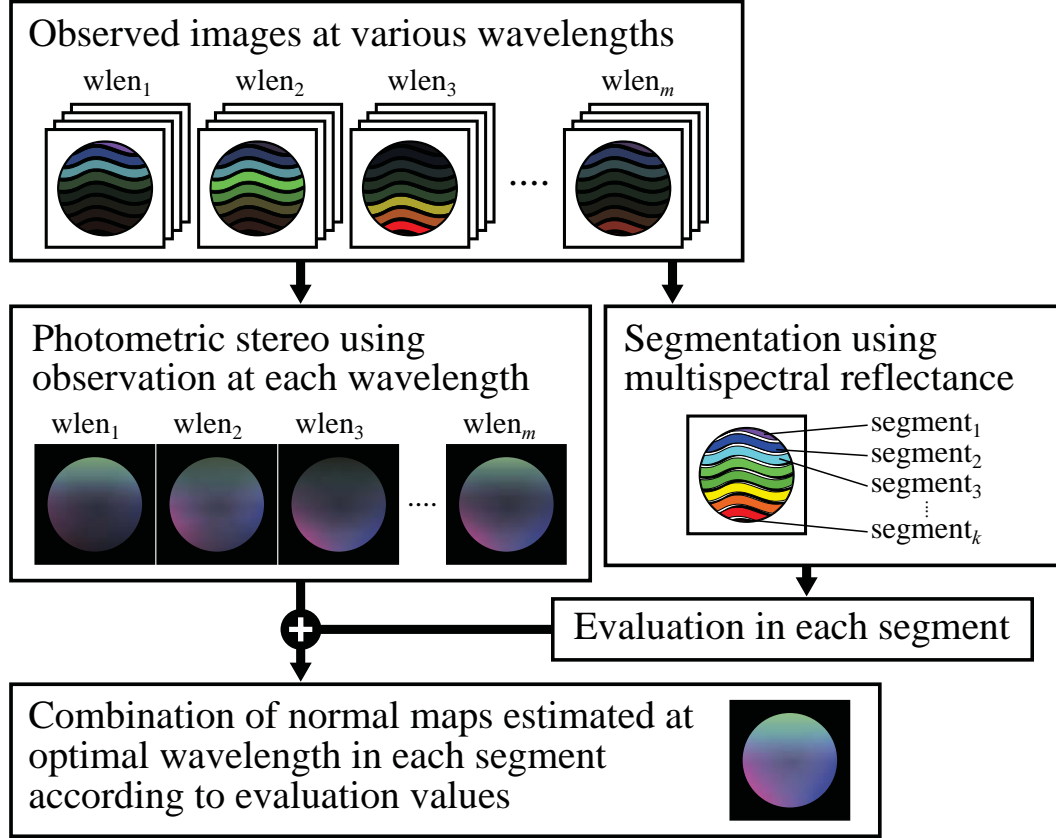 Observed images at various wavelengths
wlen₁ wlen₂ wlen₃ wlenₘ
....
Photometric stereo using
observation at each wavelength
wlen₁ wlen₂ wlen₃ wlenₘ
....
Segmentation using
multispectral reflectance
segment₁
segment₂
segment₃
segmentₖ
Evaluation in each segment
Combination of normal maps estimated at
optimal wavelength in each segment
according to evaluation values